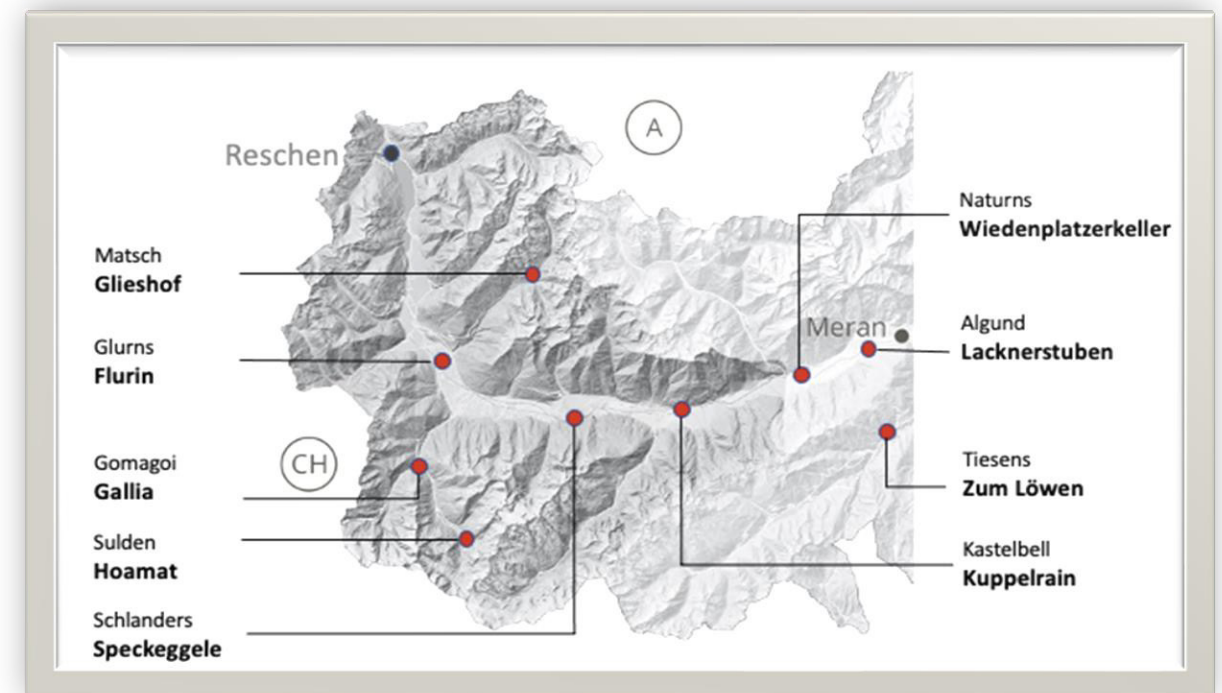 A
Reschen
Meran
CH
Matsch
Glieshof
Glurns
Flurin
Gomagoi
Gallia
Sulden
Hoamat
Schlanders
Speckeggele
Naturns
Wiedenplatzerkeller
Algund
Lacknerstuben
Tiesens
Zum Löwen
Kastelbell
Kuppelrain